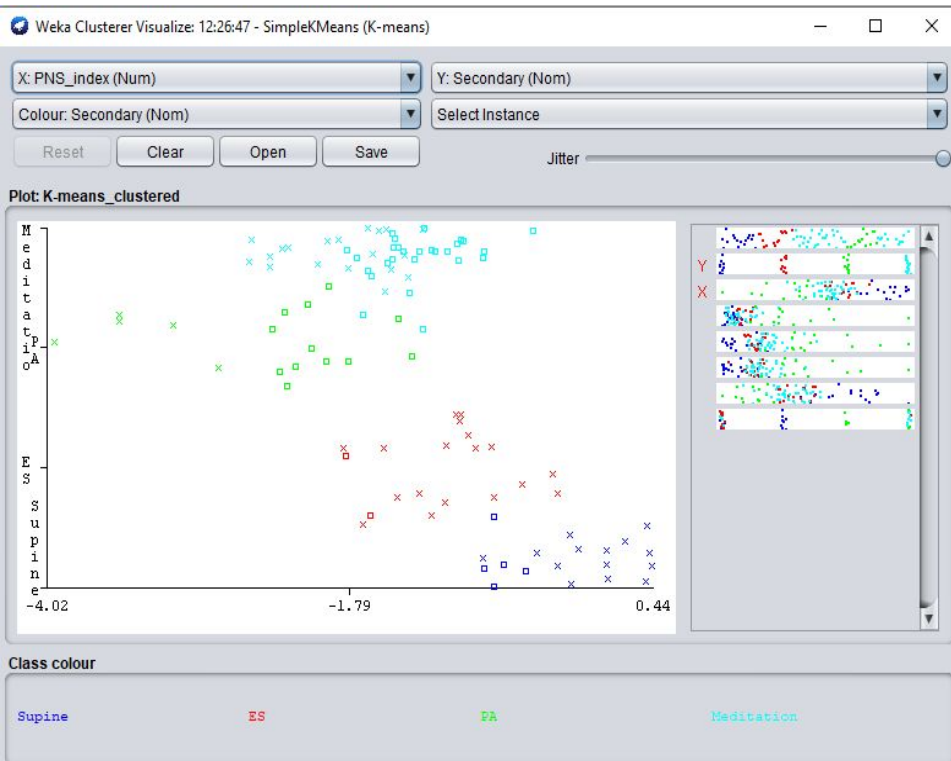 Weka Clusterer Visualize: 12:26:47 - SimpleKMeans (K-means)
X: PNS_index (Num)
Y: Secondary (Nom)
Colour: Secondary (Nom)
Select Instance
Reset
Clear
Open
Save
Jitter
Plot: K-means_clustered
Meditatio
PA
ES
Supine
-4.02
-1.79
0.44
Y
X
Class colour
Supine
ES
PA
Meditation